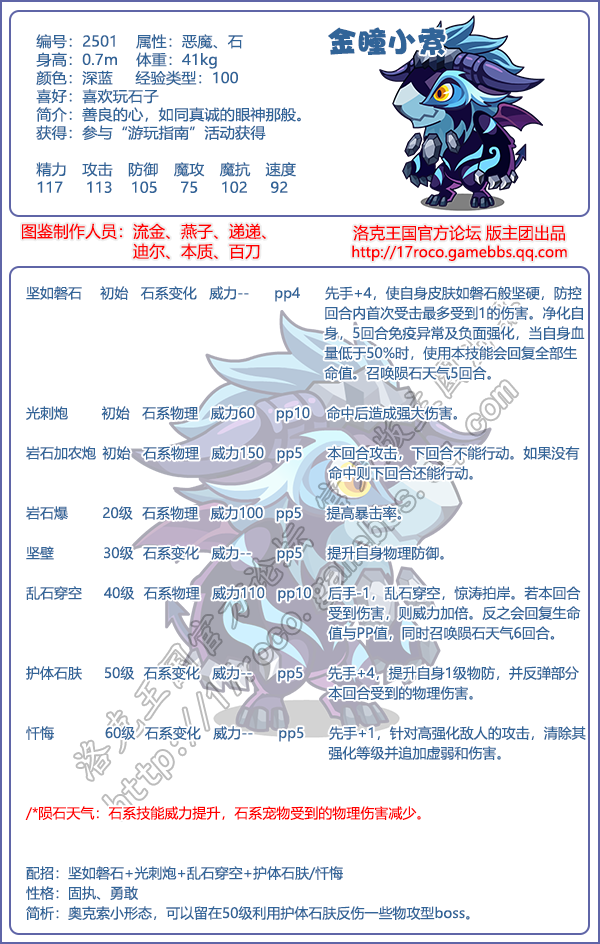 金瞳小索
编号：2501 属性：恶魔、石
身高：0.7m 体重：41kg
颜色：深蓝 经验类型：100
喜好：喜欢玩石子
简介：善良的心，如同真诚的眼神那般。
获得：参与“游玩指南”活动获得
精力 攻击 防御 魔攻 魔抗 速度
117 113 105 75 102 92
图鉴制作人员：流金、燕子、递递、
迪尔、本质、百刀
洛克王国官方论坛 版主团出品
http://17roco.gamebbs.qq.com
坚如磐石 初始 石系变化 威力-- pp4 先手+4，使自身皮肤如磐石般坚硬，防控
回合内首次受击最多受到1的伤害。净化自
身，5回合免疫异常及负面强化，当自身血
量低于50%时，使用本技能会回复全部生
命值。召唤陨石天气5回合。
光刺炮 初始 石系物理 威力60 pp10 命中后造成强大伤害。
岩石加农炮 初始 石系物理 威力150 pp5 本回合攻击，下回合不能行动。如果没有
命中则下回合还能行动。
岩石爆 20级 石系物理 威力100 pp5 提高暴击率。
坚壁 30级 石系变化 威力-- pp5 提升自身物理防御。
乱石穿空 40级 石系物理 威力110 pp10 后手-1，乱石穿空，惊涛拍岸。若本回合
受到伤害，则威力加倍。反之会回复生命
值与PP值，同时召唤陨石天气6回合。
护体石肤 50级 石系变化 威力-- pp5 先手+4，提升自身1级物防，并反弹部分
本回合受到的物理伤害。
忏悔 60级 石系变化 威力-- pp5 先手+1，针对高强化敌人的攻击，清除其
强化等级并追加虚弱和伤害。
/*陨石天气：石系技能威力提升，石系宠物受到的物理伤害减少。
配招：坚如磐石+光刺炮+乱石穿空+护体石肤/忏悔
性格：固执、勇敢
简析：奥克索小形态，可以留在50级利用护体石肤反伤一些物攻型boss。